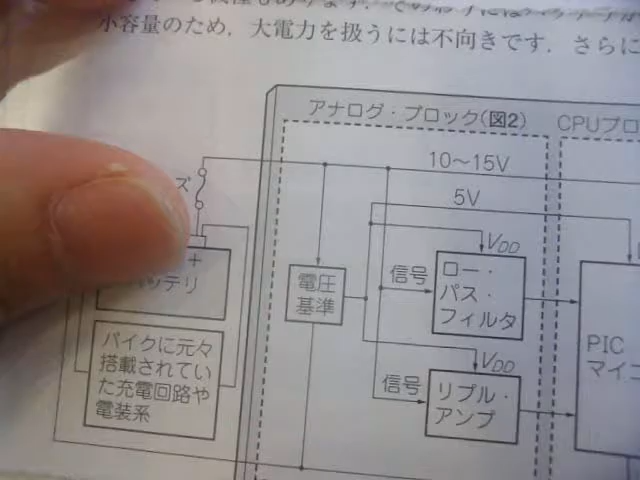 小容量のため，大電力を扱うには不向きです．さらに
アナログ・ブロック(図2)
CPUブロ
10〜15V
ズ
5V
VDD
+
ッテリ
電圧
基準
信号
ロー・
パス・
フィルタ
バイクに元々
搭載されてい
た充電回路や
電装系
VDD
信号
リプル・
アンプ
PIC
マイコ